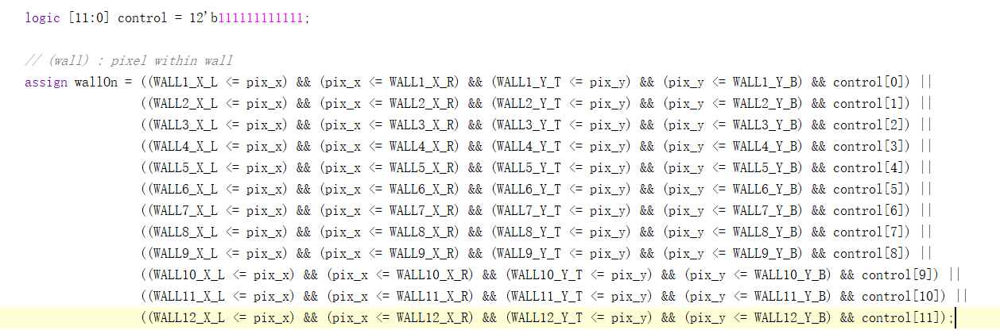 logic [11:0] control = 12'b111111111111;
// (wall) : pixel within wall
assign wallOn = ((WALL1_X_L <= pix_x) && (pix_x <= WALL1_X_R) && (WALL1_Y_T <= pix_y) && (pix_y <= WALL1_Y_B) && control[0]) ||
((WALL2_X_L <= pix_x) && (pix_x <= WALL2_X_R) && (WALL2_Y_T <= pix_y) && (pix_y <= WALL2_Y_B) && control[1]) ||
((WALL3_X_L <= pix_x) && (pix_x <= WALL3_X_R) && (WALL3_Y_T <= pix_y) && (pix_y <= WALL3_Y_B) && control[2]) ||
((WALL4_X_L <= pix_x) && (pix_x <= WALL4_X_R) && (WALL4_Y_T <= pix_y) && (pix_y <= WALL4_Y_B) && control[3]) ||
((WALL5_X_L <= pix_x) && (pix_x <= WALL5_X_R) && (WALL5_Y_T <= pix_y) && (pix_y <= WALL5_Y_B) && control[4]) ||
((WALL6_X_L <= pix_x) && (pix_x <= WALL6_X_R) && (WALL6_Y_T <= pix_y) && (pix_y <= WALL6_Y_B) && control[5]) ||
((WALL7_X_L <= pix_x) && (pix_x <= WALL7_X_R) && (WALL7_Y_T <= pix_y) && (pix_y <= WALL7_Y_B) && control[6]) ||
((WALL8_X_L <= pix_x) && (pix_x <= WALL8_X_R) && (WALL8_Y_T <= pix_y) && (pix_y <= WALL8_Y_B) && control[7]) ||
((WALL9_X_L <= pix_x) && (pix_x <= WALL9_X_R) && (WALL9_Y_T <= pix_y) && (pix_y <= WALL9_Y_B) && control[8]) ||
((WALL10_X_L <= pix_x) && (pix_x <= WALL10_X_R) && (WALL10_Y_T <= pix_y) && (pix_y <= WALL10_Y_B) && control[9]) ||
((WALL11_X_L <= pix_x) && (pix_x <= WALL11_X_R) && (WALL11_Y_T <= pix_y) && (pix_y <= WALL11_Y_B) && control[10]) ||
((WALL12_X_L <= pix_x) && (pix_x <= WALL12_X_R) && (WALL12_Y_T <= pix_y) && (pix_y <= WALL12_Y_B) && control[11]);